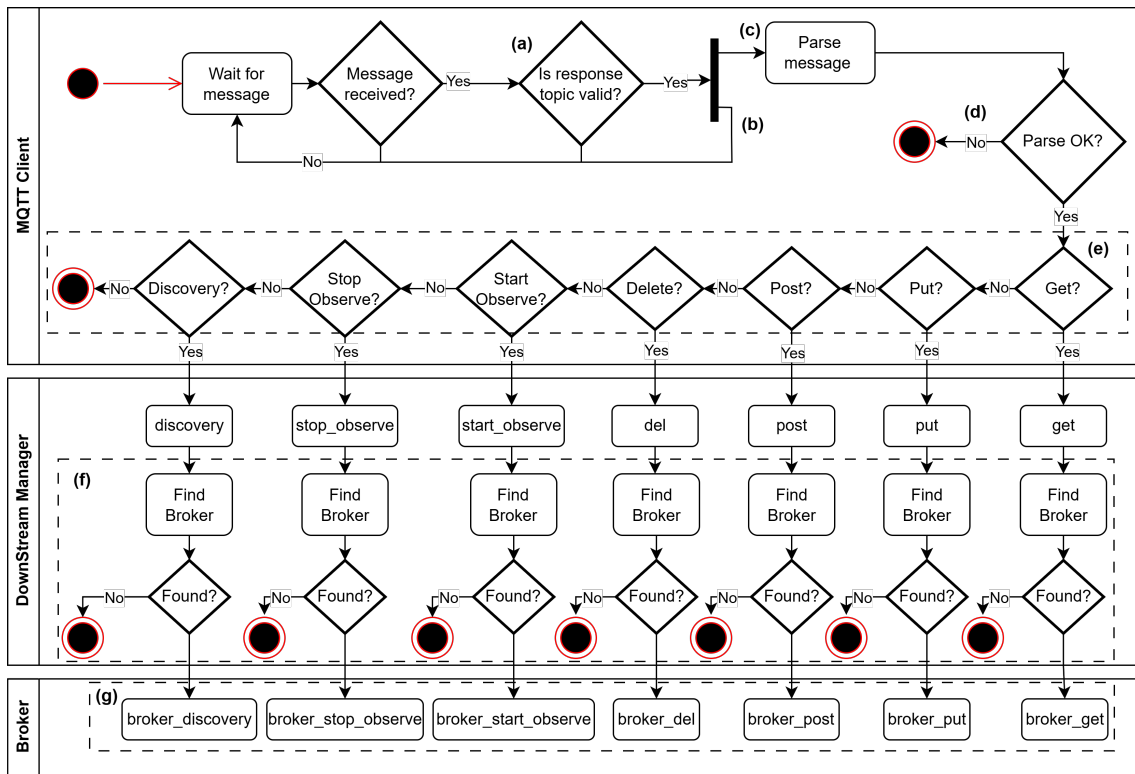 MQTT Client
Wait for
message
Message
received?
Yes
(a)
Is response
topic valid?
Yes
(c)
Parse
message
(b)
No
(d)
No
Parse OK?
Yes
(e)
Discovery?
No
Stop
Observe?
No
Start
Observe?
No
Delete?
No
Post?
No
Put?
No
Get?
No
Yes
Yes
Yes
Yes
Yes
Yes
Yes
DownStream Manager
discovery
stop_observe
start_observe
del
post
put
get
(f)
Find
Broker
Find
Broker
Find
Broker
Find
Broker
Find
Broker
Find
Broker
Find
Broker
No
Found?
No
Found?
No
Found?
No
Found?
No
Found?
No
Found?
No
Found?
Broker
(g)
broker_discovery
broker_stop_observe
broker_start_observe
broker_del
broker_post
broker_put
broker_get